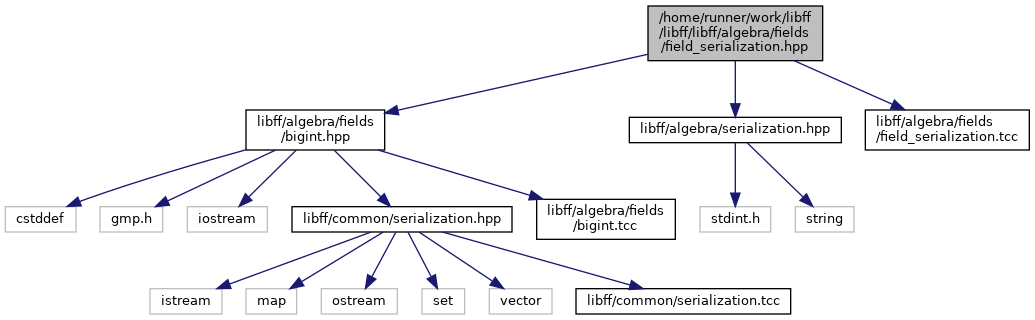 /home/runner/work/libff
/libff/libff/algebra/fields
/field_serialization.hpp
libff/algebra/fields
/bigint.hpp
libff/algebra/serialization.hpp
libff/algebra/fields
/field_serialization.tcc
cstddef
gmp.h
iostream
libff/common/serialization.hpp
libff/algebra/fields
/bigint.tcc
stdint.h
string
istream
map
ostream
set
vector
libff/common/serialization.tcc